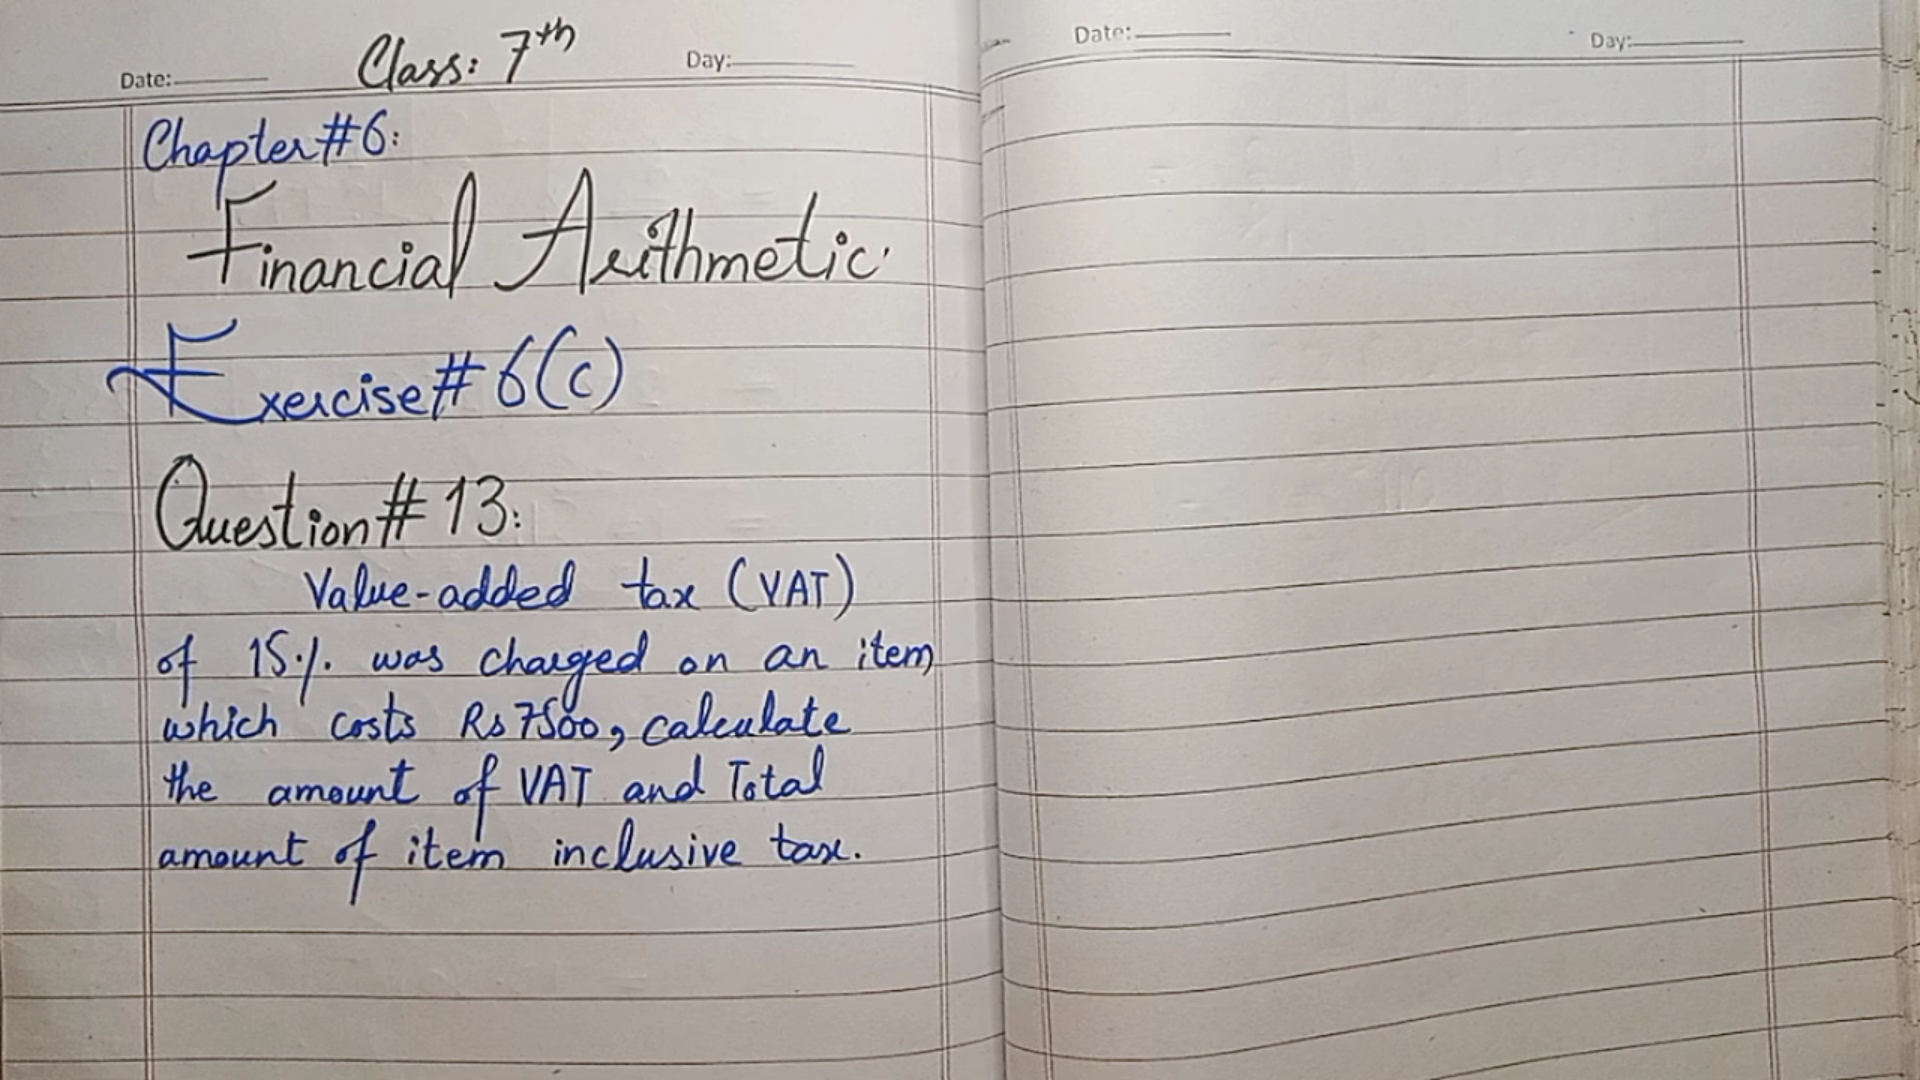 Date: Class: 7th Day:
Chapter#6:
Financial Arithmetic.
Exercise# 6(c)
Question# 13:
Value-added tax (VAT)
of 15% was charged on an item
which costs Rs 7500, calculate
the amount of VAT and Total
amount of item inclusive tax.
Date: Day: